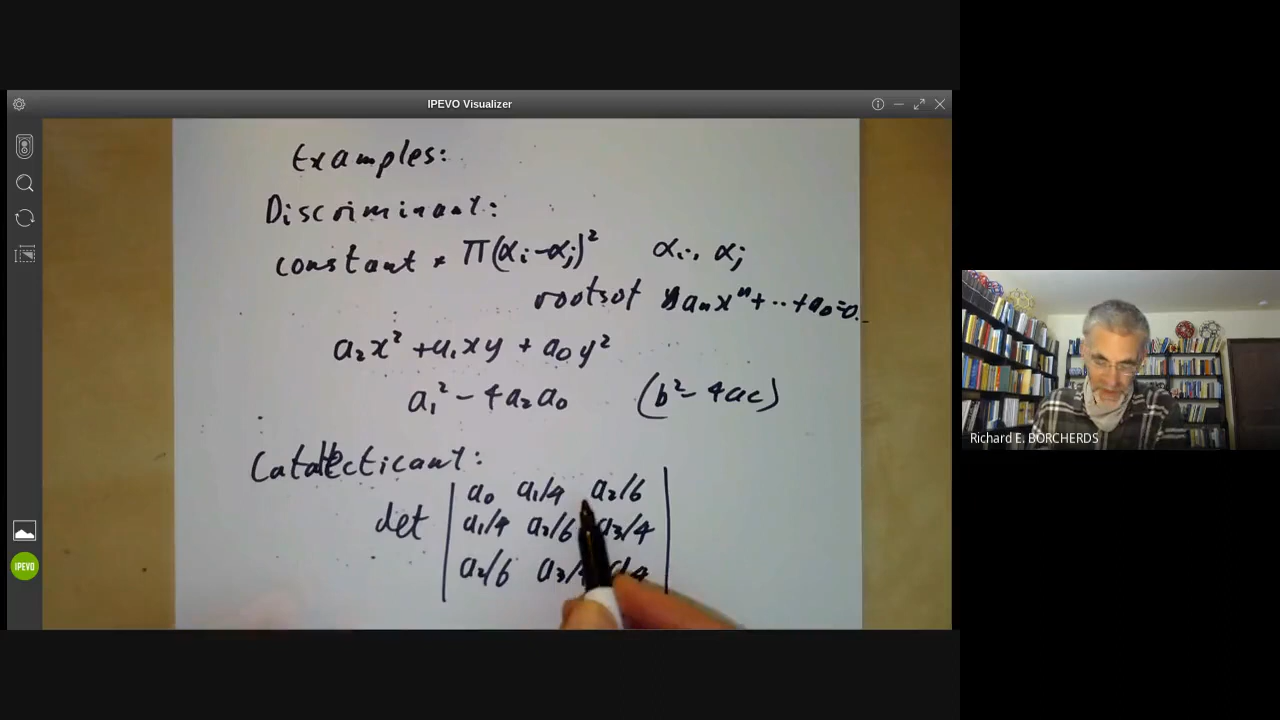 IPEVO Visualizer
Examples:
Discriminant:
constant * π(αᵢ-αⱼ)² αᵢ, αⱼ
roots of aₙxⁿ+··+a₀=0.
a₂x² + a₁xy + a₀y²
a₁² - 4a₂a₀ (b² - 4ac)
Catalecticant:
det | a₀ a₁/4 a₂/6 |
a₁/4 a₂/6 a₃/4
a₂/6 a₃/4 a₄
IPEVO
Richard E. BORCHERDS